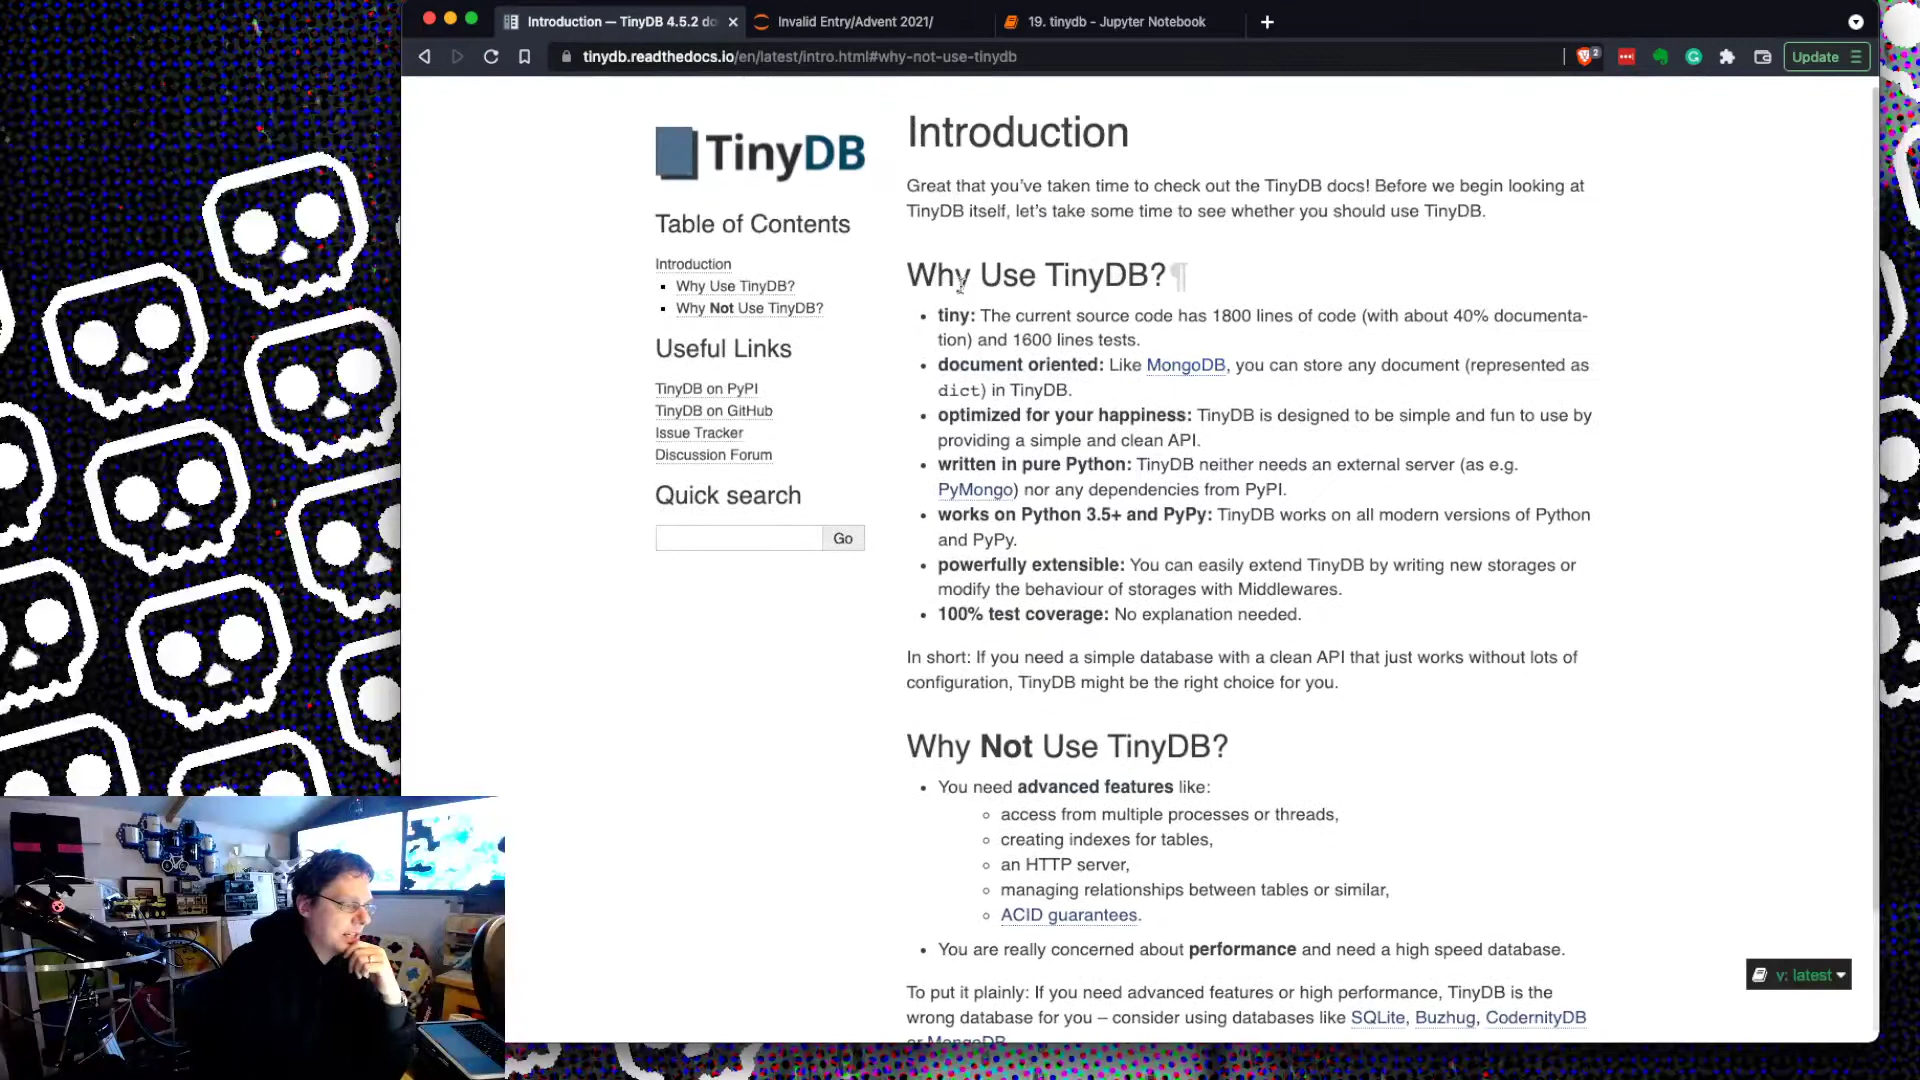 Introduction — TinyDB 4.5.2 do
Invalid Entry/Advent 2021/
19. tinydb - Jupyter Notebook
tinydb.readthedocs.io/en/latest/intro.html#why-not-use-tinydb
2
Update
TinyDB
Table of Contents
Introduction
Why Use TinyDB?
Why Not Use TinyDB?
Useful Links
TinyDB on PyPI
TinyDB on GitHub
Issue Tracker
Discussion Forum
Quick search
Go
Introduction
Great that you've taken time to check out the TinyDB docs! Before we begin looking at
TinyDB itself, let's take some time to see whether you should use TinyDB.
Why Use TinyDB?¶
• tiny: The current source code has 1800 lines of code (with about 40% documenta-
tion) and 1600 lines tests.
• document oriented: Like MongoDB, you can store any document (represented as
dict) in TinyDB.
• optimized for your happiness: TinyDB is designed to be simple and fun to use by
providing a simple and clean API.
• written in pure Python: TinyDB neither needs an external server (as e.g.
PyMongo) nor any dependencies from PyPI.
• works on Python 3.5+ and PyPy: TinyDB works on all modern versions of Python
and PyPy.
• powerfully extensible: You can easily extend TinyDB by writing new storages or
modify the behaviour of storages with Middlewares.
• 100% test coverage: No explanation needed.
In short: If you need a simple database with a clean API that just works without lots of
configuration, TinyDB might be the right choice for you.
Why Not Use TinyDB?
• You need advanced features like:
◦ access from multiple processes or threads,
◦ creating indexes for tables,
◦ an HTTP server,
◦ managing relationships between tables or similar,
◦ ACID guarantees.
• You are really concerned about performance and need a high speed database.
To put it plainly: If you need advanced features or high performance, TinyDB is the
wrong database for you – consider using databases like SQLite, Buzhug, CodernityDB
or MongoDB.
v: latest